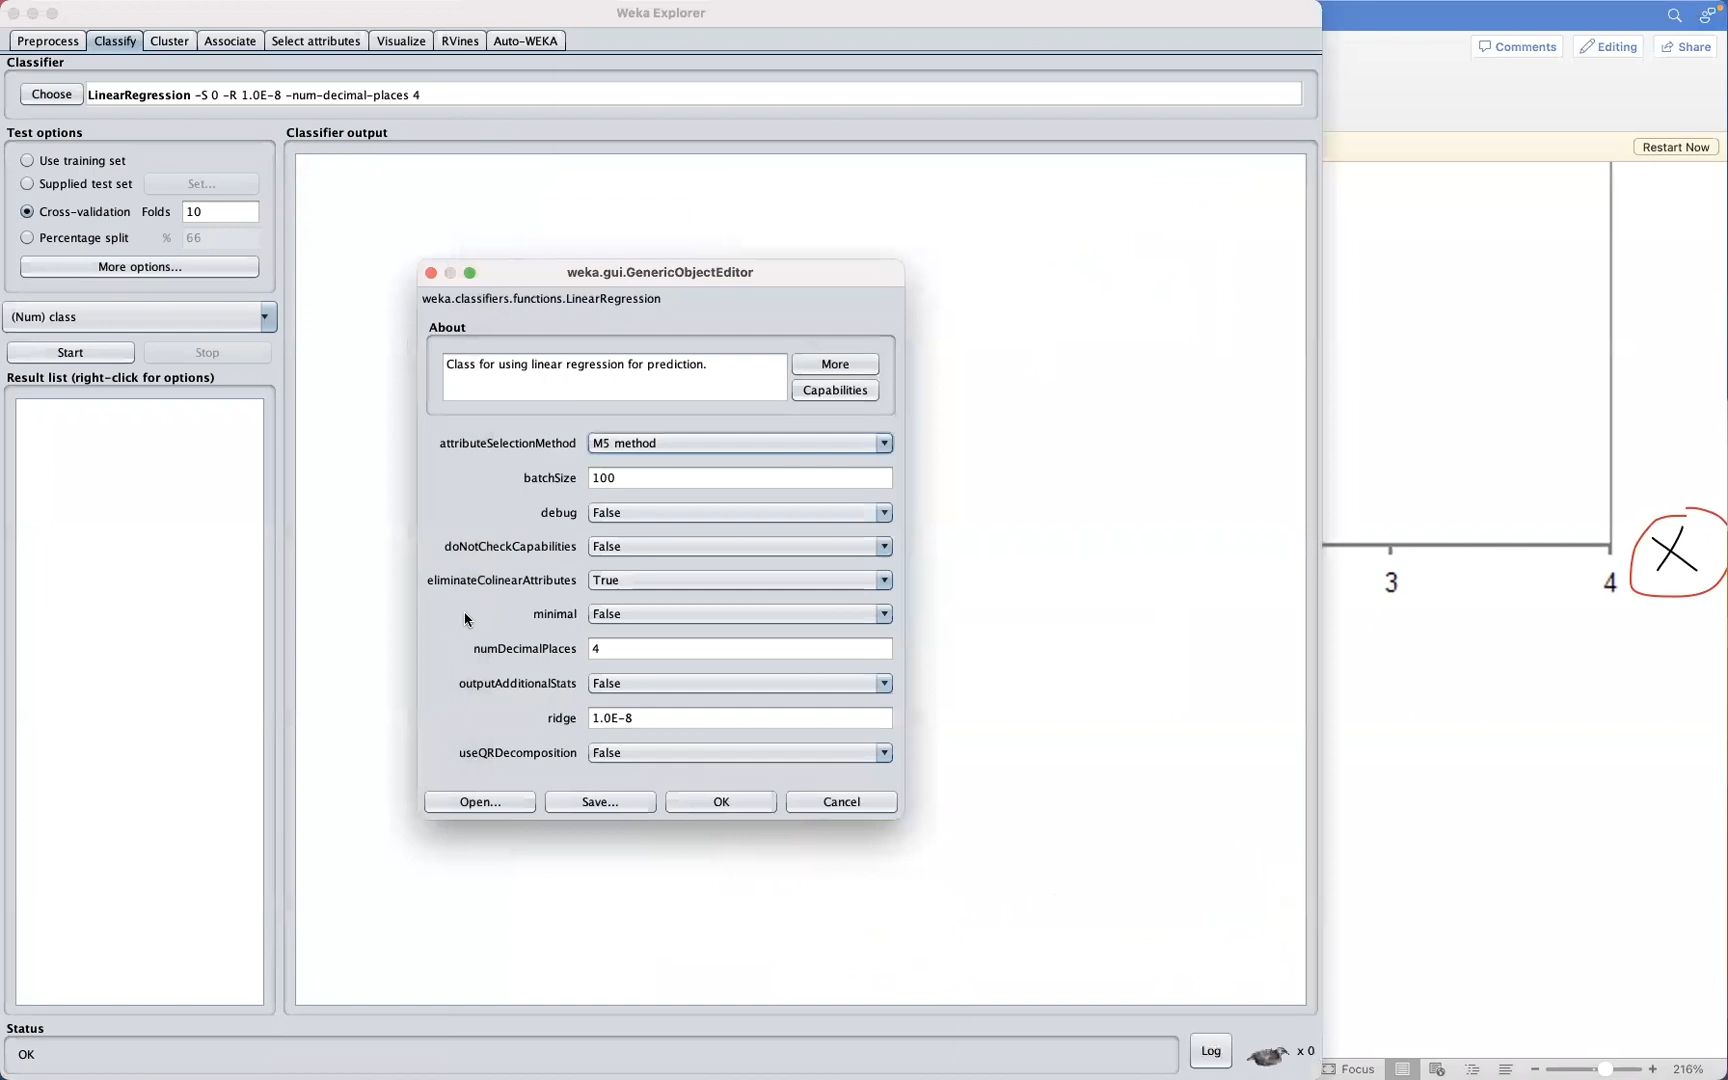 Weka Explorer
Preprocess Classify Cluster Associate Select attributes Visualize RVines Auto-WEKA
Comments Editing Share
Classifier
Choose LinearRegression -S 0 -R 1.0E-8 -num-decimal-places 4
Test options
Classifier output
Use training set
Supplied test set Set...
Cross-validation Folds 10
Percentage split % 66
More options...
(Num) class
Start Stop
Result list (right-click for options)
weka.gui.GenericObjectEditor
weka.classifiers.functions.LinearRegression
About
Class for using linear regression for prediction.
More
Capabilities
attributeSelectionMethod M5 method
batchSize 100
debug False
doNotCheckCapabilities False
eliminateColinearAttributes True
minimal False
numDecimalPlaces 4
outputAdditionalStats False
ridge 1.0E-8
useQRDecomposition False
Open... Save... OK Cancel
Restart Now
3 4 X
Status
OK
Log x 0
Focus 216%